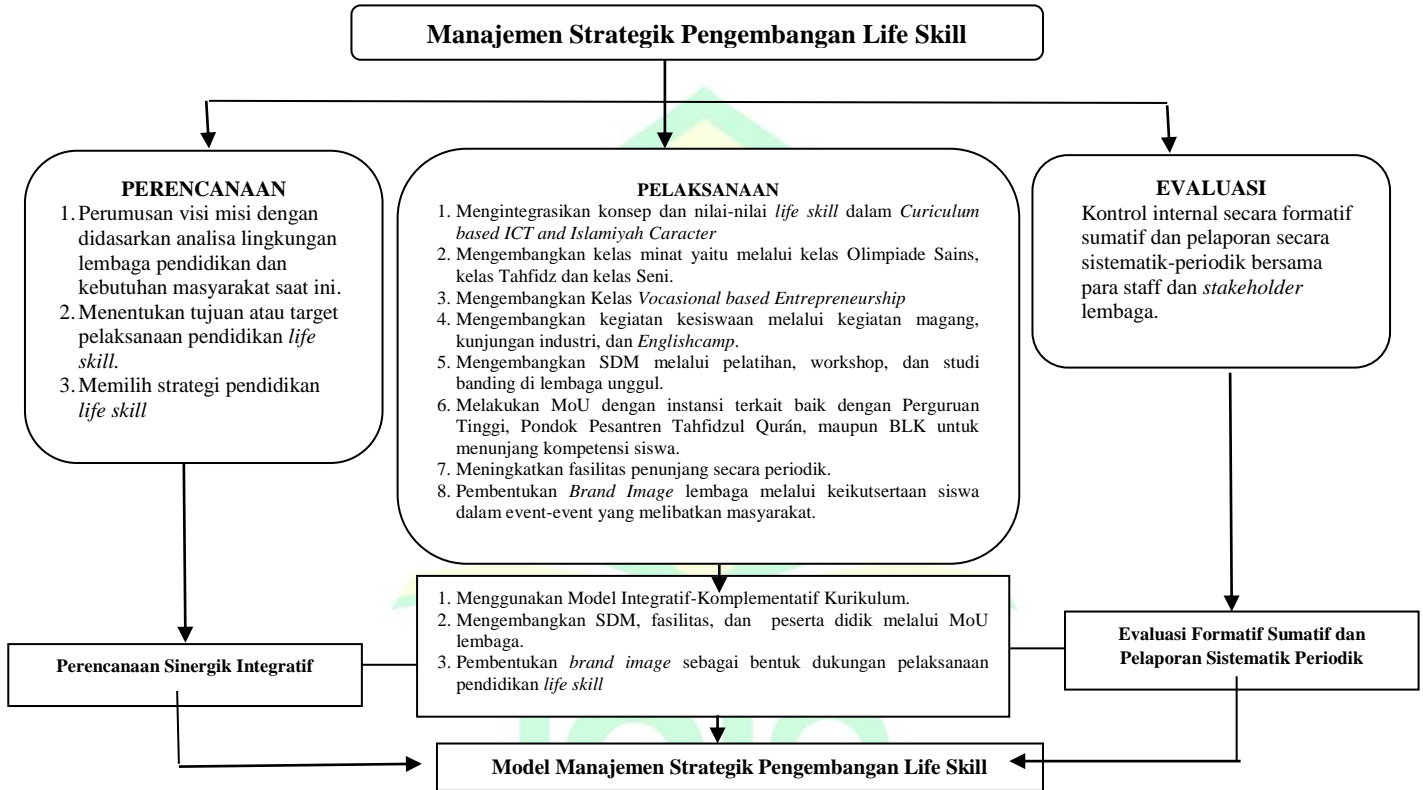 Manajemen Strategik Pengembangan Life Skill
PERENCANAAN
1. Perumusan visi misi dengan
didasarkan analisa lingkungan
lembaga pendidikan dan
kebutuhan masyarakat saat ini.
2. Menentukan tujuan atau target
pelaksanaan pendidikan life
skill.
3. Memilih strategi pendidikan
life skill
PELAKSANAAN
1. Mengintegrasikan konsep dan nilai-nilai life skill dalam Curiculum
based ICT and Islamiyah Caracter
2. Mengembangkan kelas minat yaitu melalui kelas Olimpiade Sains,
kelas Tahfidz dan kelas Seni.
3. Mengembangkan Kelas Vocasional based Entrepreneurship
4. Mengembangkan kegiatan kesiswaan melalui kegiatan magang,
kunjungan industri, dan Englishcamp.
5. Mengembangkan SDM melalui pelatihan, workshop, dan studi
banding di lembaga unggul.
6. Melakukan MoU dengan instansi terkait baik dengan Perguruan
Tinggi, Pondok Pesantren Tahfidzul Qurán, maupun BLK untuk
menunjang kompetensi siswa.
7. Meningkatkan fasilitas penunjang secara periodik.
8. Pembentukan Brand Image lembaga melalui keikutsertaan siswa
dalam event-event yang melibatkan masyarakat.
EVALUASI
Kontrol internal secara formatif
sumatif dan pelaporan secara
sistematik-periodik bersama
para staff dan stakeholder
lembaga.
Perencanaan Sinergik Integratif
1. Menggunakan Model Integratif-Komplementatif Kurikulum.
2. Mengembangkan SDM, fasilitas, dan peserta didik melalui MoU
lembaga.
3. Pembentukan brand image sebagai bentuk dukungan pelaksanaan
pendidikan life skill
Evaluasi Formatif Sumatif dan
Pelaporan Sistematik Periodik
Model Manajemen Strategik Pengembangan Life Skill